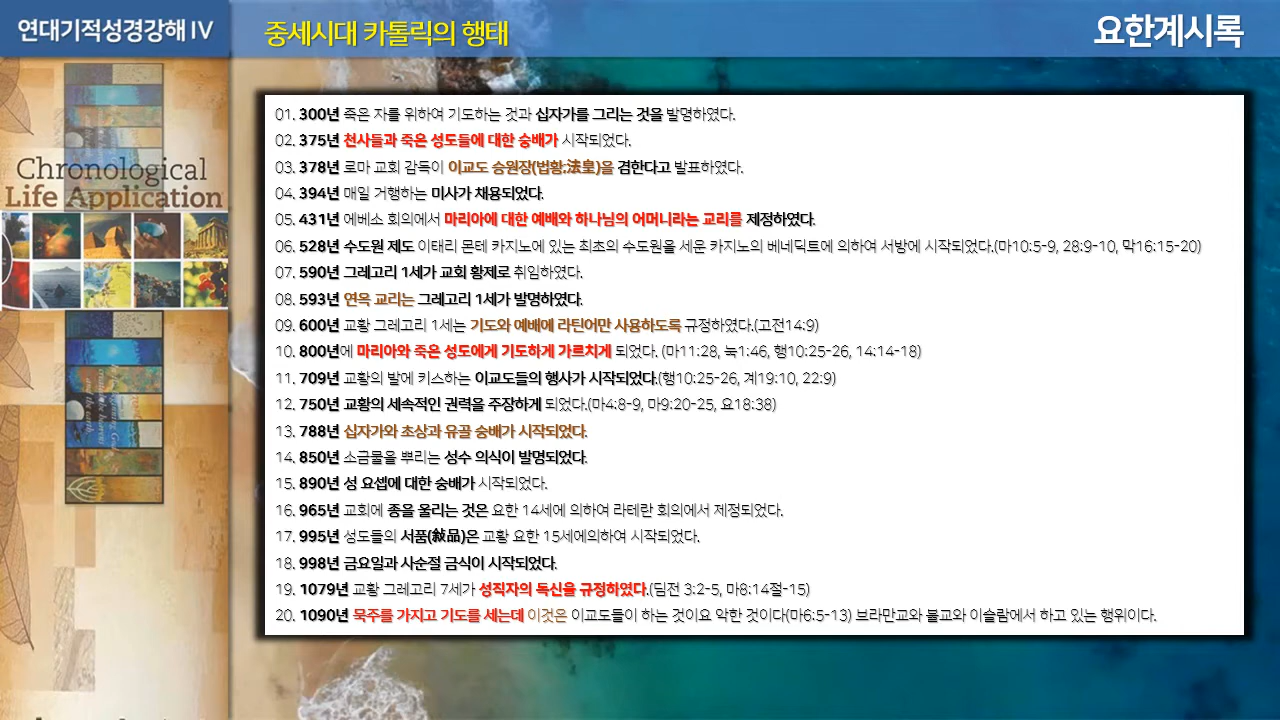 연대기적성경강해 IV
중세시대 카톨릭의 행태
요한계시록
Chronological
Life Application
01. 300년 죽은 자를 위하여 기도하는 것과 십자가를 그리는 것을 발명하였다.
02. 375년 천사들과 죽은 성도들에 대한 숭배가 시작되었다.
03. 378년 로마 교회 감독이 이교도 승원장(법황;法皇)을 겸한다고 발표하였다.
04. 394년 매일 거행하는 미사가 채용되었다.
05. 431년 에베소 회의에서 마리아에 대한 예배와 하나님의 어머니라는 교리를 제정하였다.
06. 528년 수도원 제도 이태리 몬테 카지노에 있는 최초의 수도원을 세운 카지노의 베네딕트에 의하여 서방에 시작되었다.(마10:5-9, 28:9-10, 막16:15-20)
07. 590년 그레고리 1세가 교회 황제로 취임하였다.
08. 593년 연옥 교리는 그레고리 1세가 발명하였다.
09. 600년 교황 그레고리 1세는 기도와 예배에 라틴어만 사용하도록 규정하였다.(고전14:9)
10. 800년에 마리아와 죽은 성도에게 기도하게 가르치게 되었다. (마11:28, 눅1:46, 행10:25-26, 14:14-18)
11. 709년 교황의 발에 키스하는 이교도들의 행사가 시작되었다.(행10:25-26, 계19:10, 22:9)
12. 750년 교황의 세속적인 권력을 주장하게 되었다.(마4:8-9, 마9:20-25, 요18:38)
13. 788년 십자가와 초상과 유골 숭배가 시작되었다.
14. 850년 소금물을 뿌리는 성수 의식이 발명되었다.
15. 890년 성 요셉에 대한 숭배가 시작되었다.
16. 965년 교회에 종을 울리는 것은 요한 14세에 의하여 라테란 회의에서 제정되었다.
17. 995년 성도들의 서품(敍品)은 교황 요한 15세에의하여 시작되었다.
18. 998년 금요일과 사순절 금식이 시작되었다.
19. 1079년 교황 그레고리 7세가 성직자의 독신을 규정하였다.(딤전 3:2-5, 마8:14절-15)
20. 1090년 묵주를 가지고 기도를 세는데 이것은 이교도들이 하는 것이요 악한 것이다(마6:5-13) 브라만교와 불교와 이슬람에서 하고 있는 행위이다.